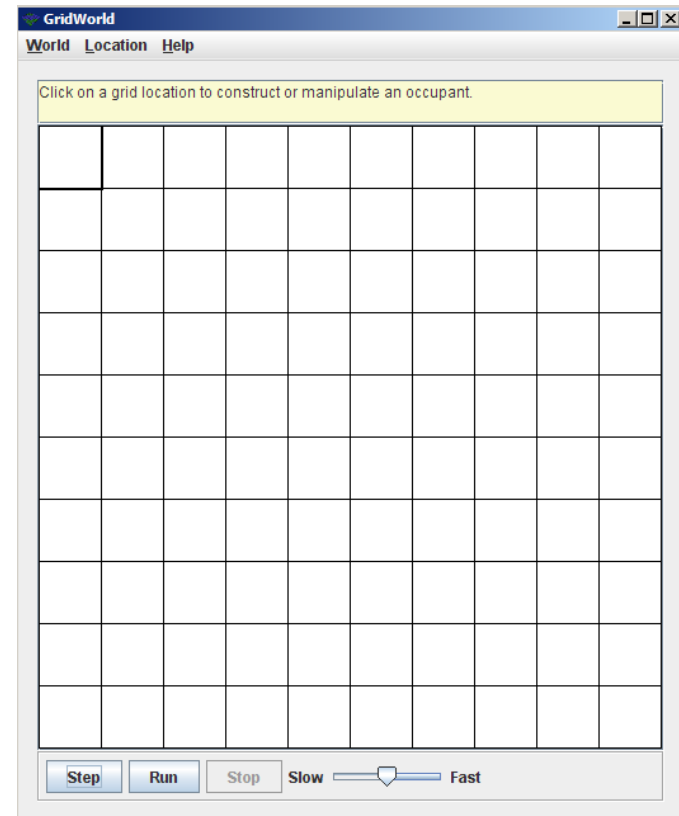 GridWorld
World Location Help
Click on a grid location to construct or manipulate an occupant.
Step Run Stop Slow Fast